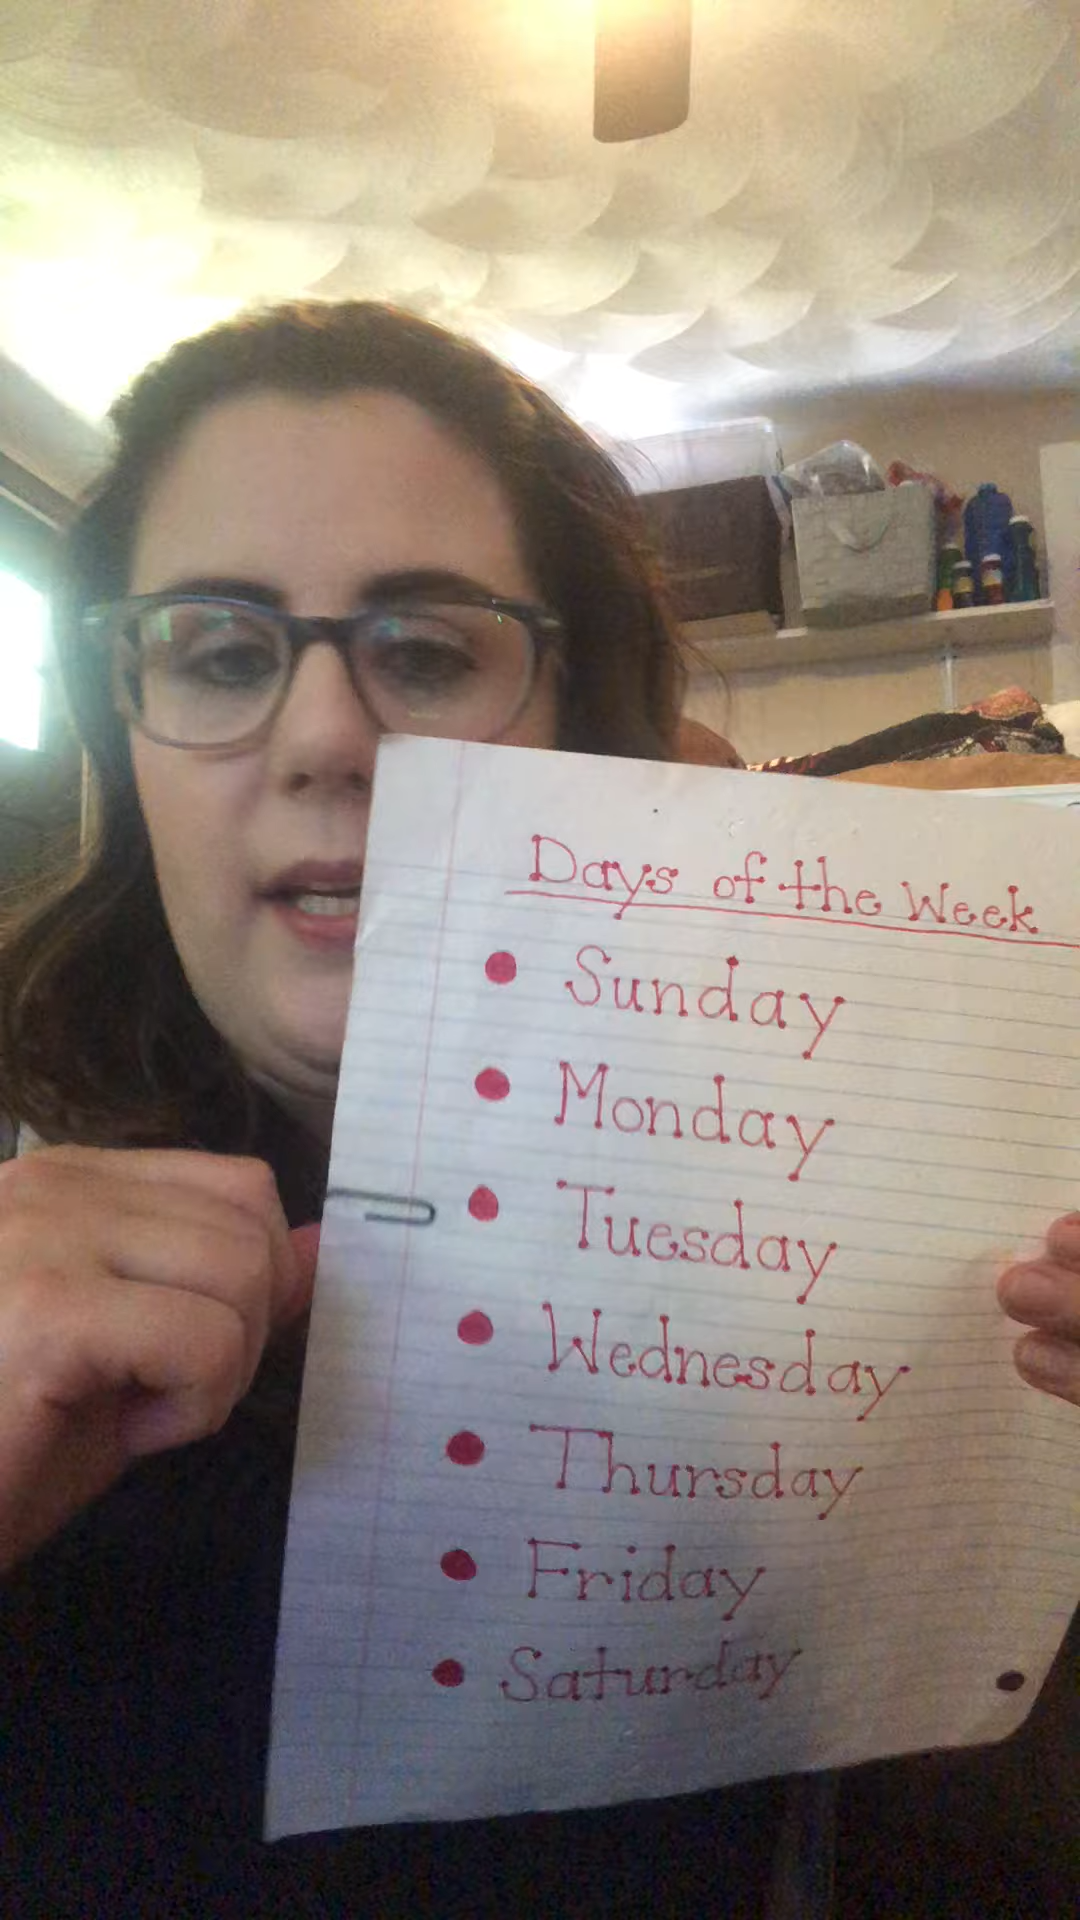 Days of the Week
• Sunday
• Monday
• Tuesday
• Wednesday
• Thursday
• Friday
• Saturday